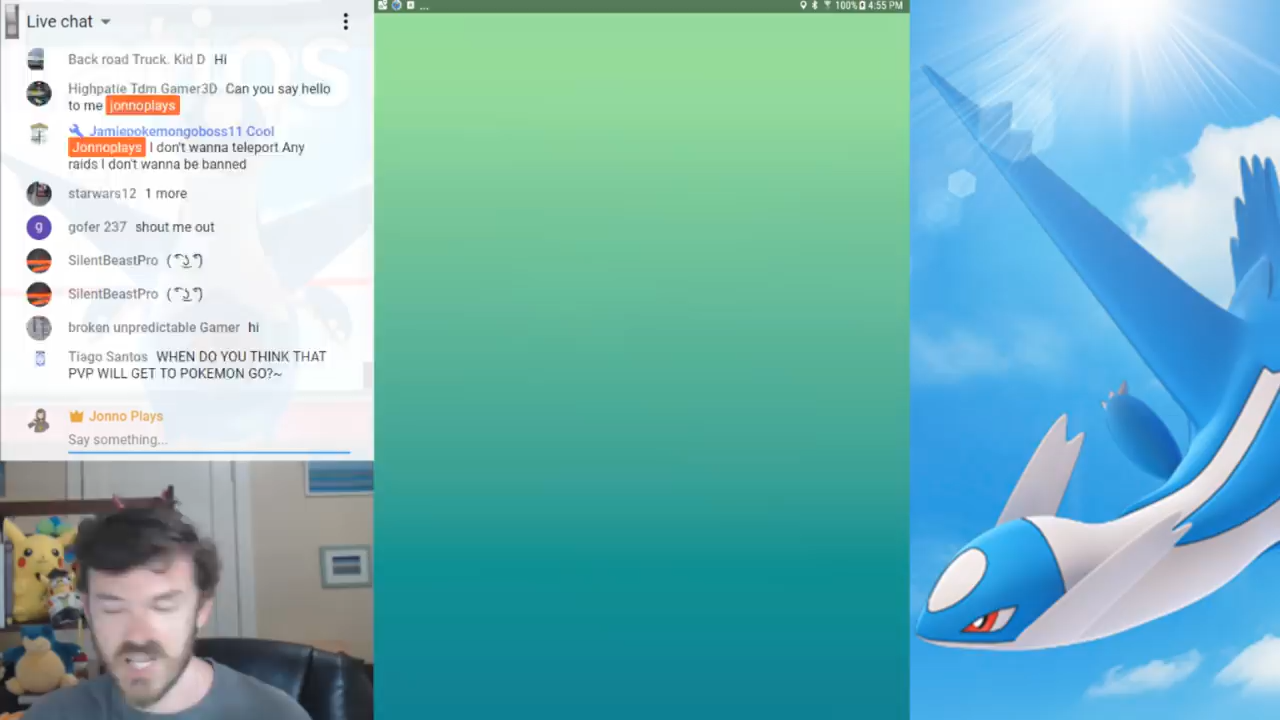 Live chat
Back road Truck. Kid D Hi
Highpatie Tdm Gamer3D Can you say hello
to me jonnoplays
Jamiepokemongoboss11 Cool
Jonnoplays I don't wanna teleport Any
raids I don't wanna be banned
starwars12 1 more
g gofer 237 shout me out
SilentBeastPro ( ͡° ͜ʖ ͡°)
SilentBeastPro ( ͡° ͜ʖ ͡°)
broken unpredictable Gamer hi
Tiago Santos WHEN DO YOU THINK THAT
PVP WILL GET TO POKEMON GO?~
Jonno Plays
Say something...
... 100% 4:55 PM